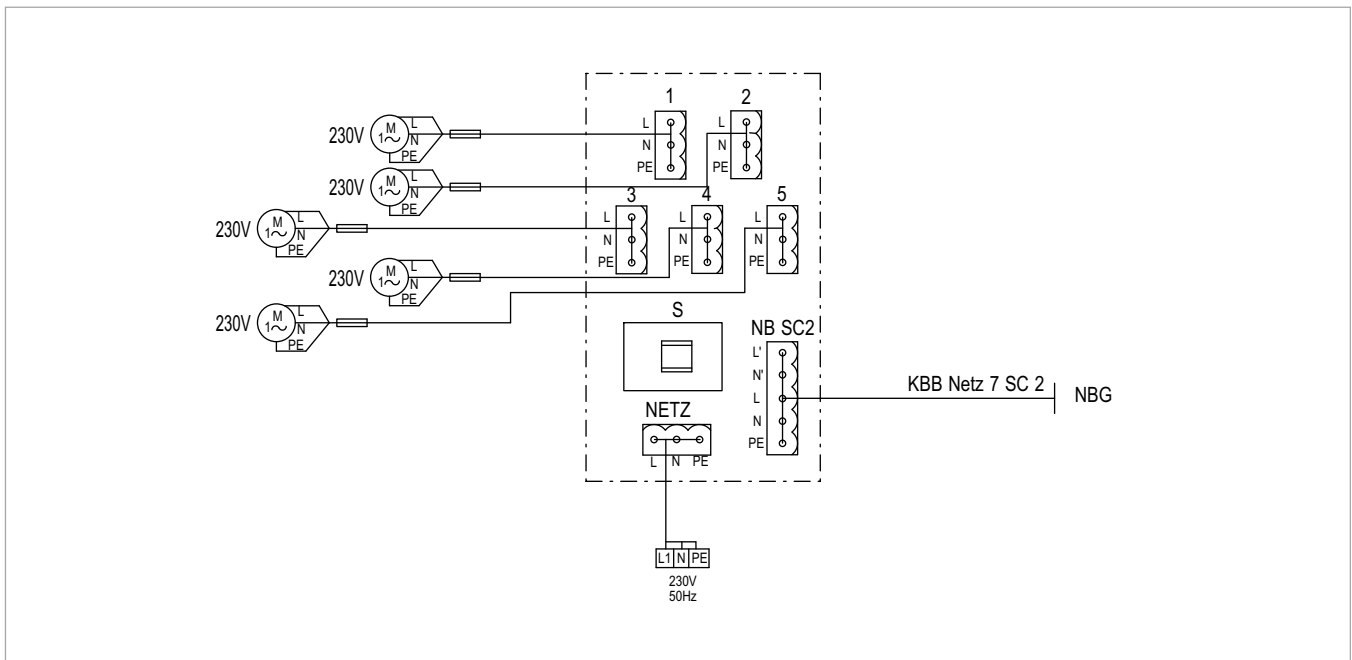 1 2
230V M 1~ L N PE
L N PE
L N PE
230V M 1~ L N PE
3 4 5
230V M 1~ L N PE
L N PE
L N PE
L N PE
230V M 1~ L N PE
230V M 1~ L N PE
S
NB SC2
L'
N'
L
N
PE
KBB Netz 7 SC 2
NBG
NETZ
L N PE
L1 N PE
230V
50Hz